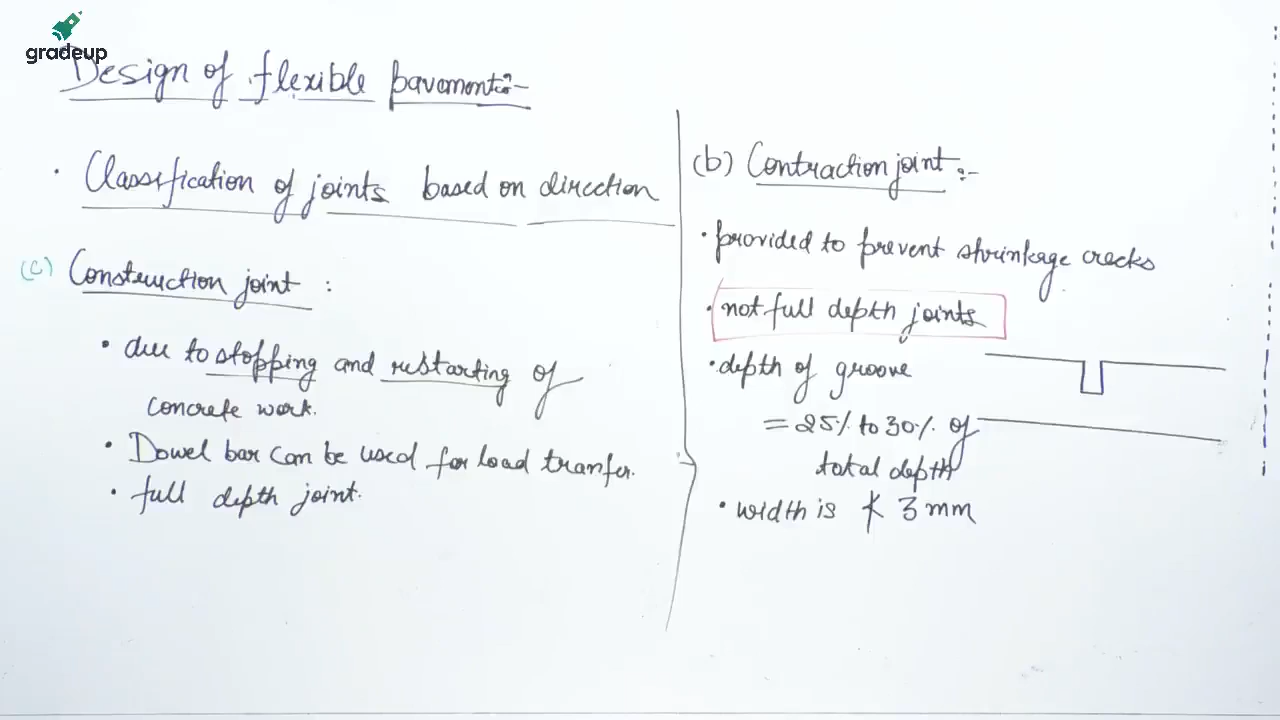 gradeup
Design of flexible pavement:-
· Classification of joints based on direction
(c) Construction joint :
· due to stopping and restarting of
concrete work.
· Dowel bar can be used for load tranfer.
· full depth joint.
(b) Contraction joint :-
· provided to prevent shrinkage cracks
· not full depth joints
· depth of groove
= 25% to 30% of
total depth
· width is ≮ 3 mm